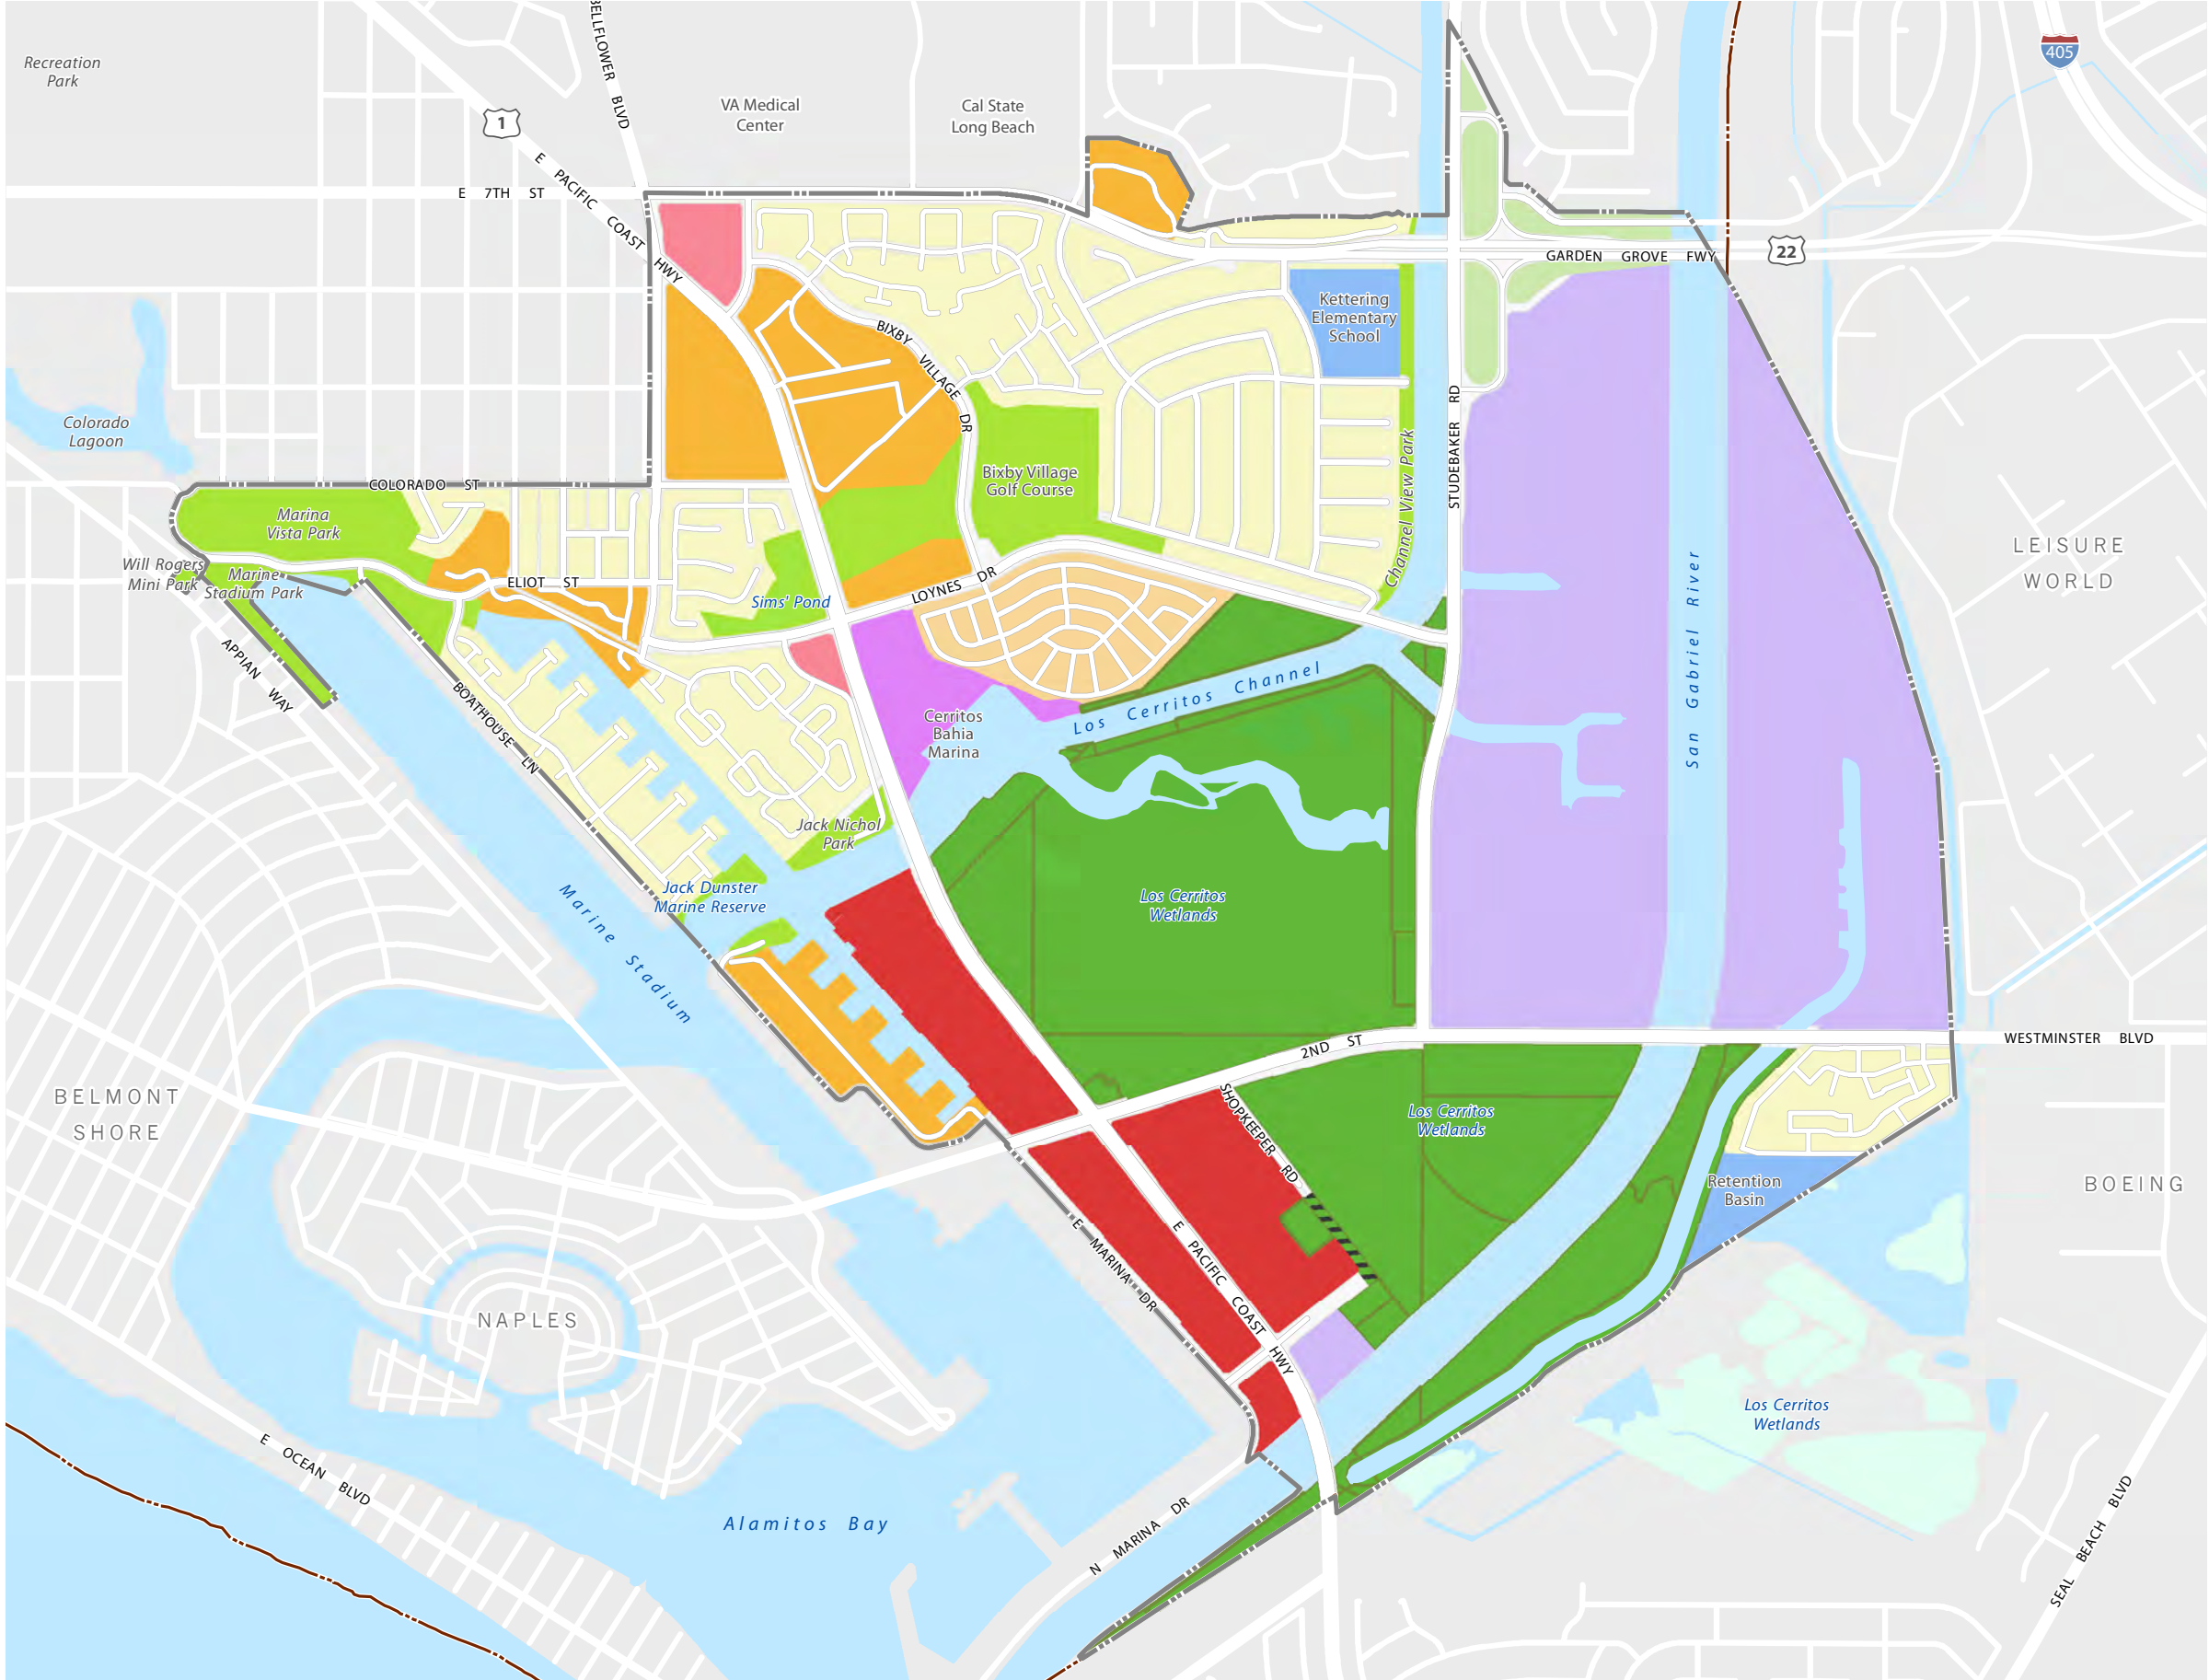 Recreation
Park
1
BELLFLOWER BLVD
VA Medical
Center
Cal State
Long Beach
405
E 7TH ST
E PACIFIC COAST HWY
GARDEN GROVE FWY
22
Kettering
Elementary
School
BIXBY VILLAGE DR
STUDEBAKER RD
Colorado
Lagoon
COLORADO ST
Bixby Village
Golf Course
Channel View Park
Marina
Vista Park
LEISURE
WORLD
Will Rogers
Mini Park
Marine
Stadium Park
ELIOT ST
Sims' Pond
LOYNES DR
San Gabriel River
APPIAN WAY
BOATHOUSE LN
Cerritos
Bahia
Marina
Los Cerritos Channel
Jack Nichol
Park
Jack Dunster
Marine Reserve
Los Cerritos
Wetlands
Marine Stadium
2ND ST
WESTMINSTER BLVD
BELMONT
SHORE
SHOPKEEPER RD
Los Cerritos
Wetlands
Retention
Basin
BOEING
E MARINA DR
E PACIFIC COAST HWY
NAPLES
Los Cerritos
Wetlands
E OCEAN BLVD
Alamitos Bay
N MARINA DR
SEAL BEACH BLVD